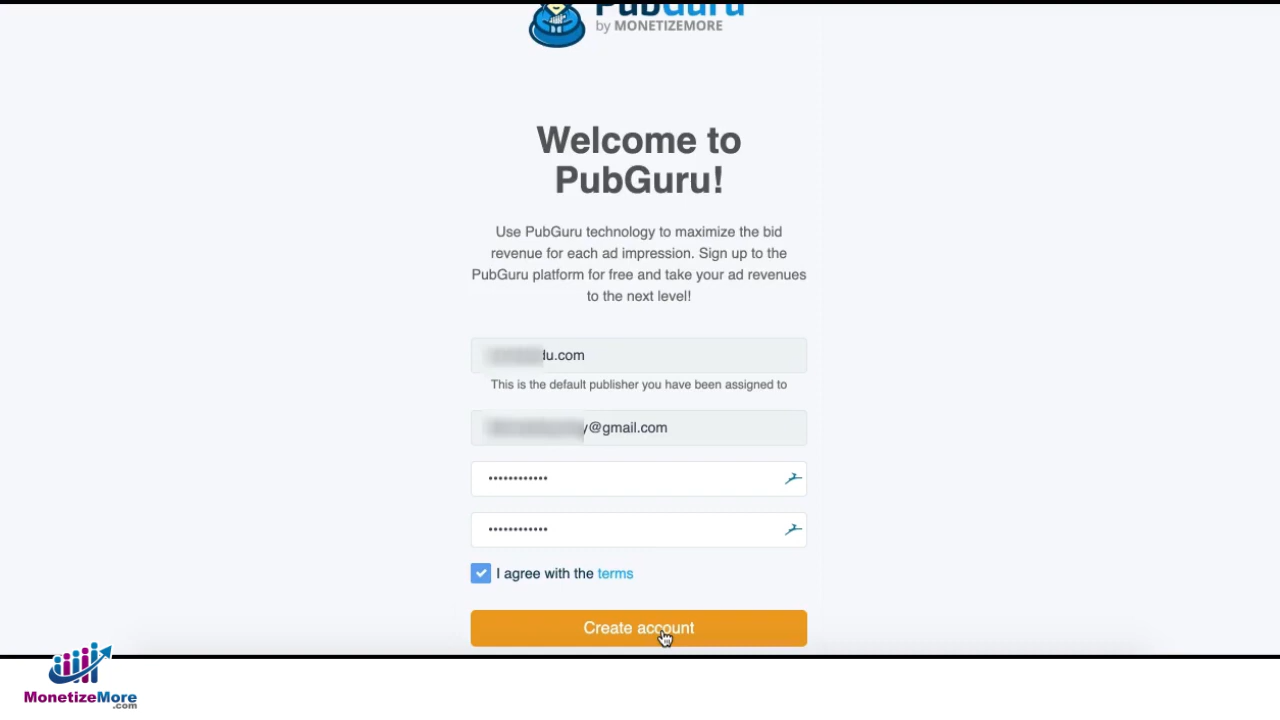 PubGuru
by MONETIZEMORE
Welcome to
PubGuru!
Use PubGuru technology to maximize the bid
revenue for each ad impression. Sign up to the
PubGuru platform for free and take your ad revenues
to the next level!
du.com
This is the default publisher you have been assigned to
y@gmail.com
••••••••••••
••••••••••••
I agree with the terms
Create account
MonetizeMore
.com